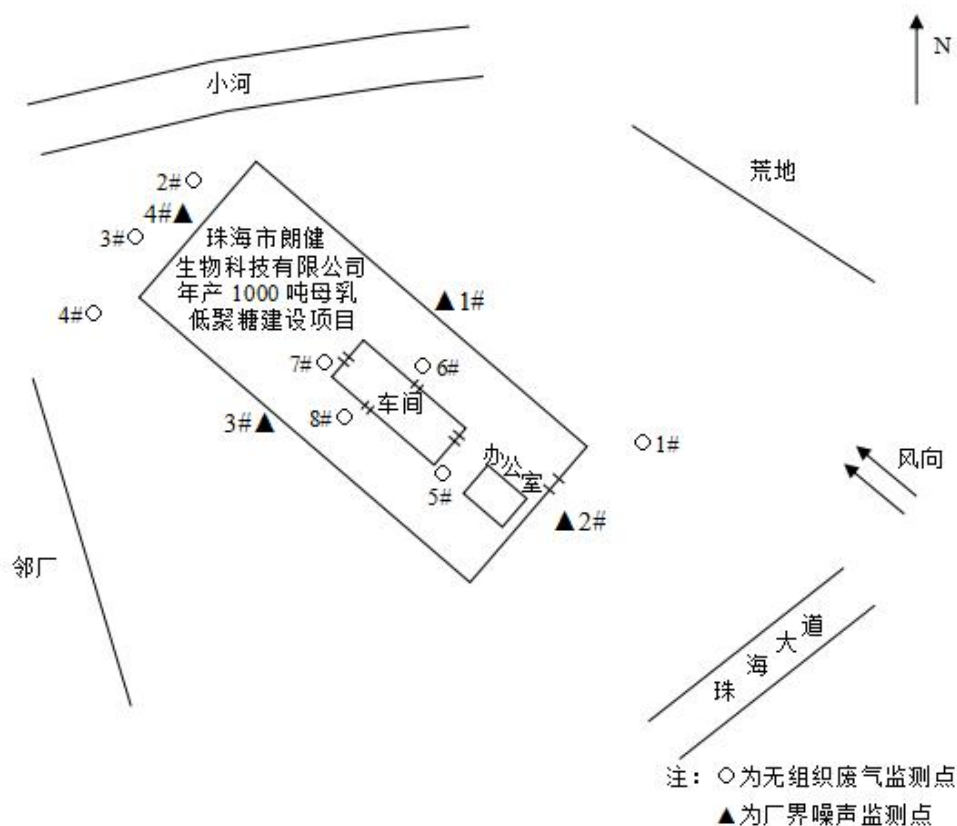 N
小河
荒地
2#
4#▲
3#
珠海市朗健
生物科技有限公司
年产 1000 吨母乳
低聚糖建设项目
4#
▲1#
7#
6#
车间
3#▲
8#
办公室
1#
风向
5#
▲2#
邻厂
珠海大道
注：○为无组织废气监测点
▲为厂界噪声监测点